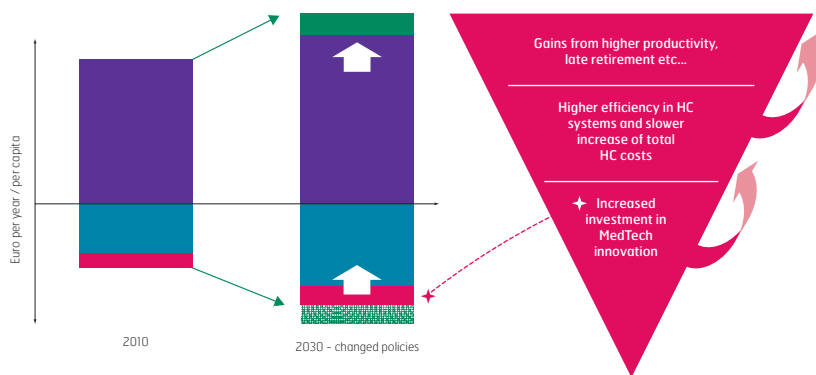 Euro per year / per capita
2010
2030 - changed policies
Gains from higher productivity,
late retirement etc...
Higher efficiency in HC
systems and slower
increase of total
HC costs
Increased
investment in
MedTech
innovation